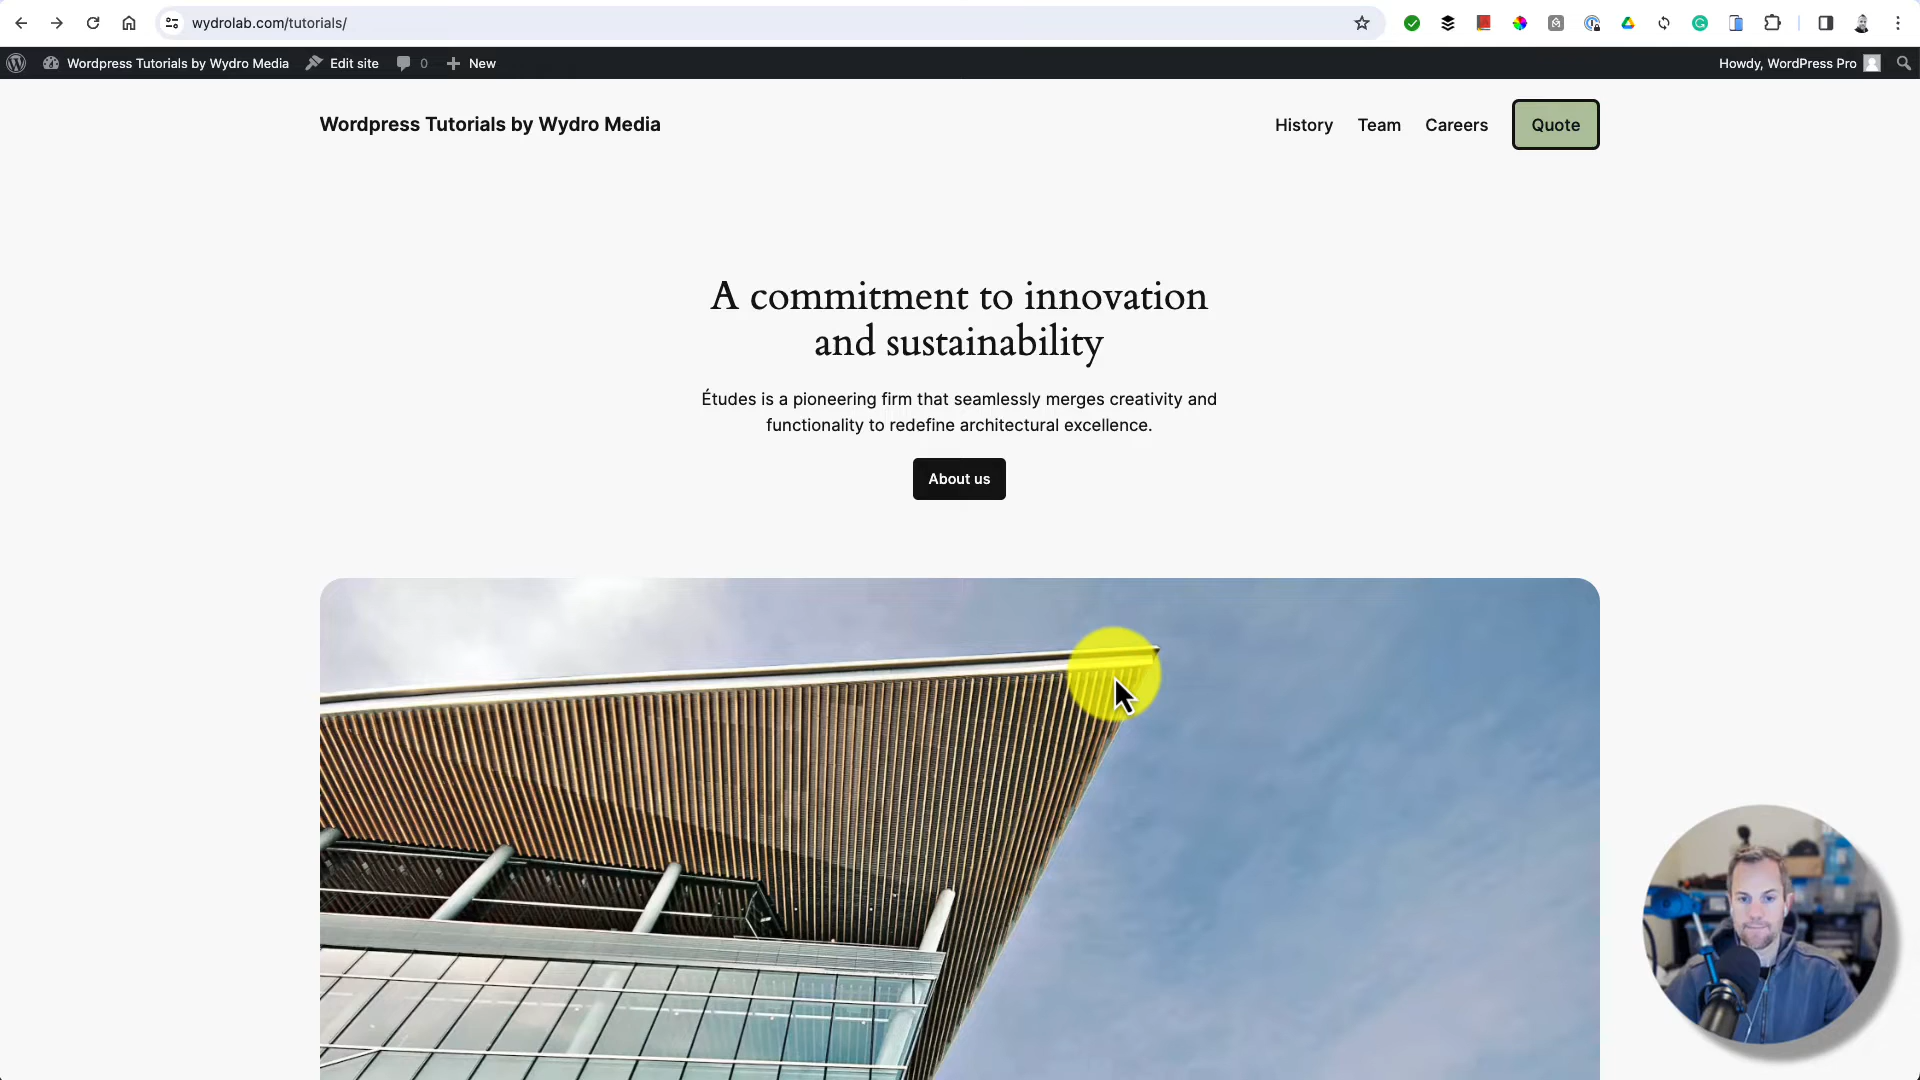 wydrolab.com/tutorials/
Wordpress Tutorials by Wydro Media
Edit site
0
New
Howdy, WordPress Pro
Wordpress Tutorials by Wydro Media
History
Team
Careers
Quote
A commitment to innovation
and sustainability
Études is a pioneering firm that seamlessly merges creativity and
functionality to redefine architectural excellence.
About us